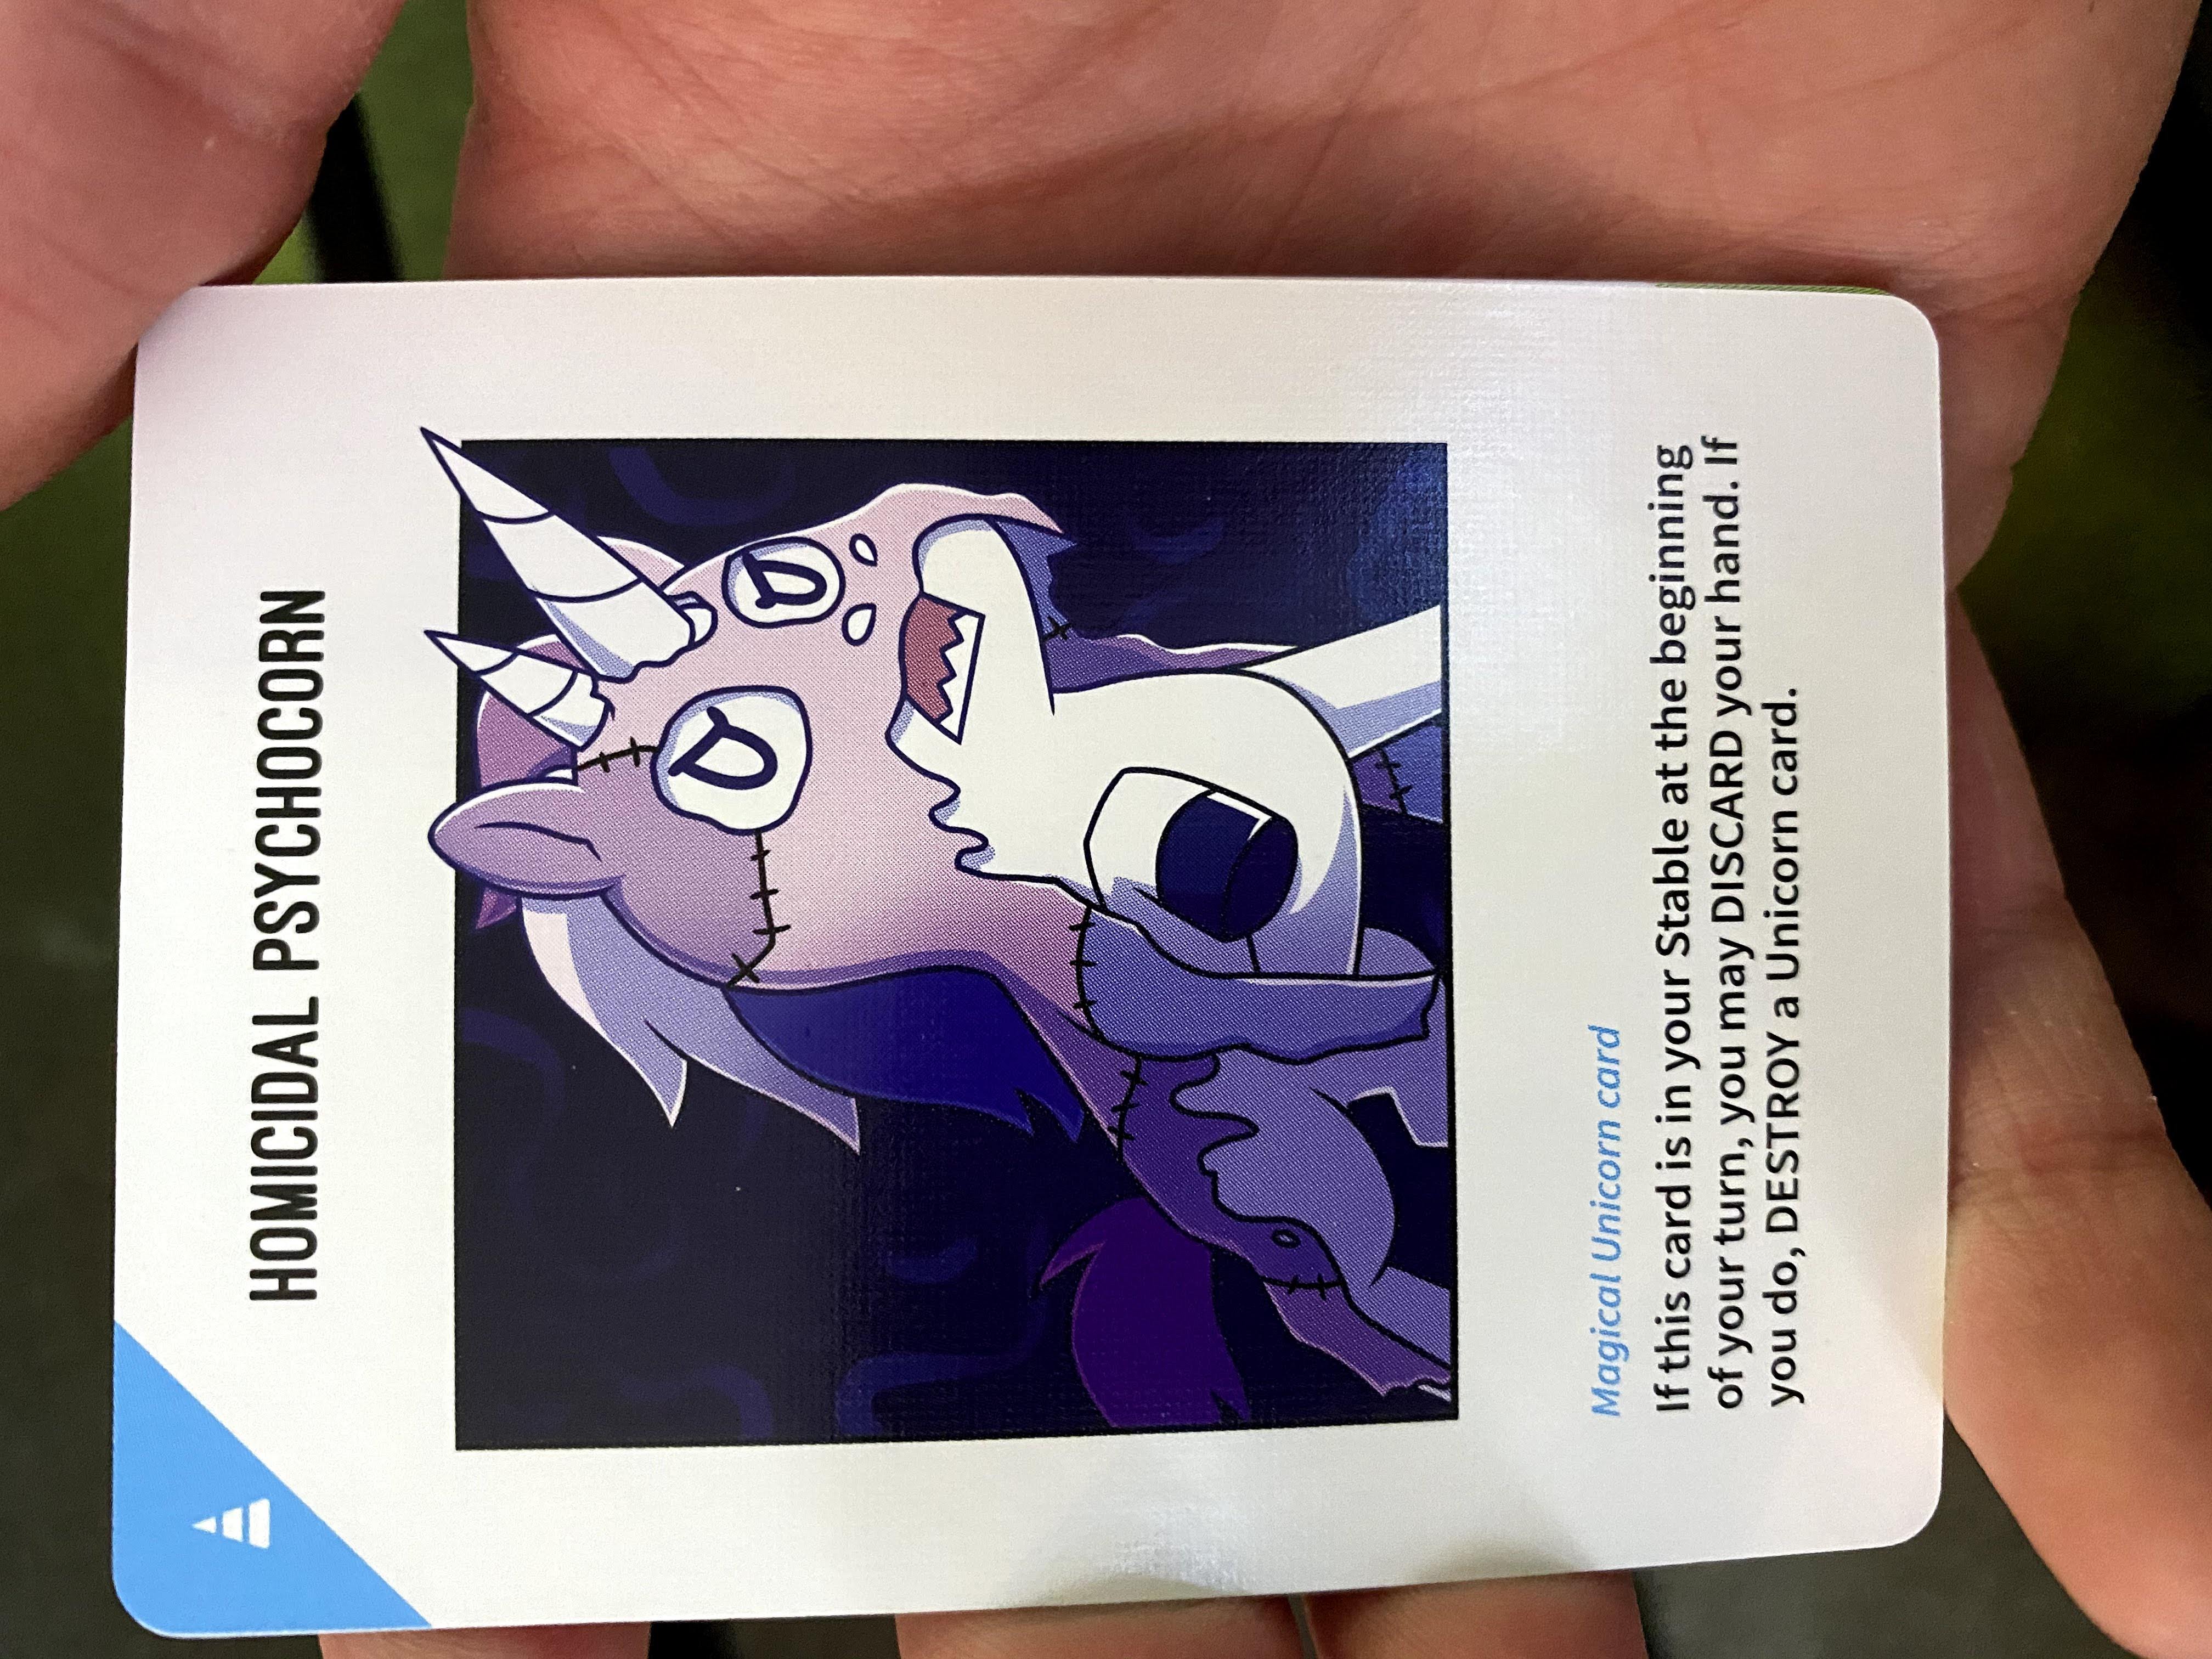 HOMICIDAL PSYCHOCORN
Magical Unicorn card
If this card is in your Stable at the beginning
of your turn, you may DISCARD your hand. If
you do, DESTROY a Unicorn card.